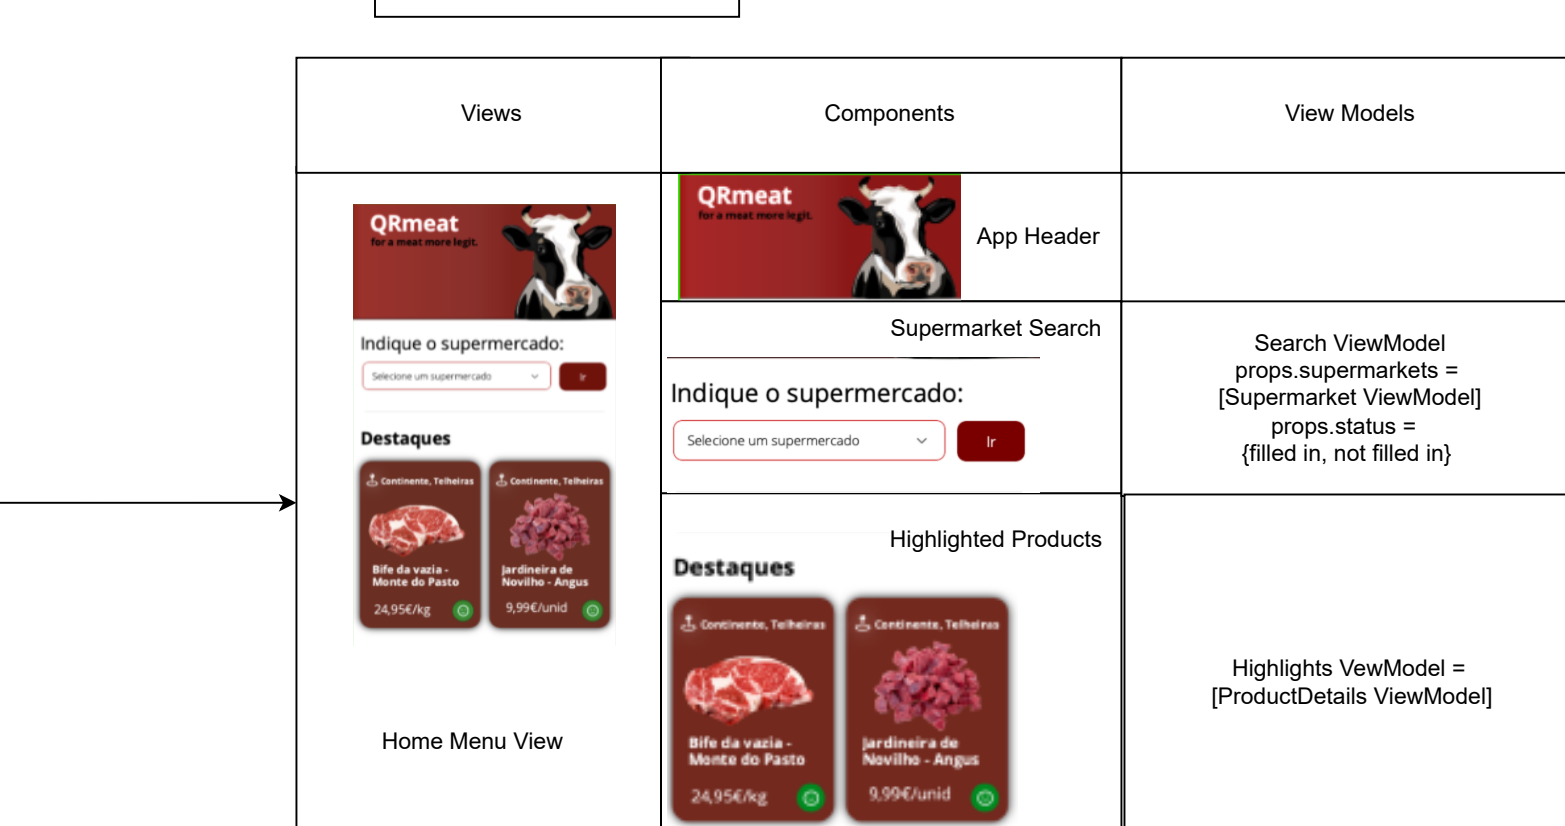 Views
Components
View Models
QRmeat
for a meat more legit.
Indique o supermercado:
Selecione um supermercado
Ir
Destaques
Continente, Telheiras
Continente, Telheiras
Bife da vazia -
Monte do Pasto
Jardineira de
Novilho - Angus
24,95€/kg
9,99€/unid
Home Menu View
QRmeat
for a meat more legit.
App Header
Supermarket Search
Indique o supermercado:
Selecione um supermercado
Ir
Highlighted Products
Destaques
Continente, Telheiras
Continente, Telheiras
Bife da vazia -
Monte do Pasto
Jardineira de
Novilho - Angus
24,95€/kg
9,99€/unid
Search ViewModel
props.supermarkets =
[Supermarket ViewModel]
props.status =
{filled in, not filled in}
Highlights VewModel =
[ProductDetails ViewModel]